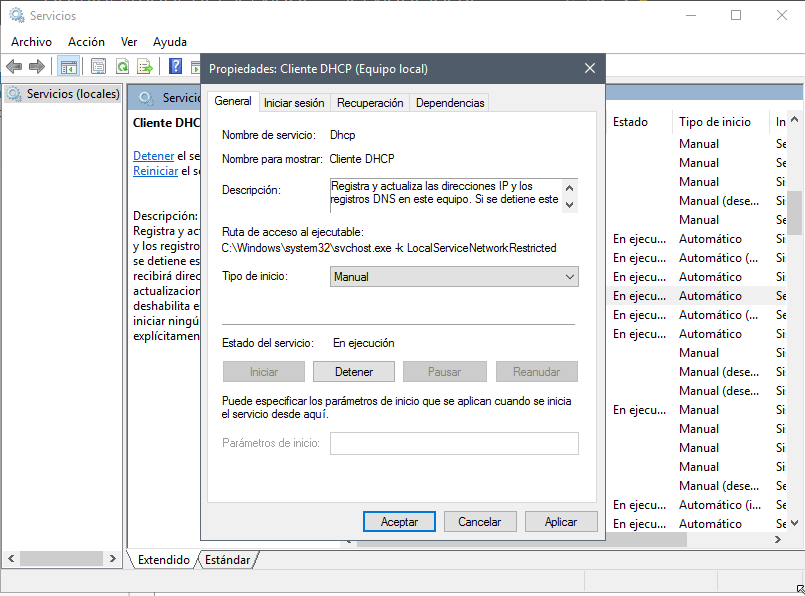 Servicios
Archivo Acción Ver Ayuda
Servicios (locales)
Servicio
Cliente DHC
Detener el se
Reiniciar el s
Descripción:
Registra y act
y los registro
se detiene es
recibirá direc
actualizacion
deshabilita e
iniciar ningú
explícitamen
Propiedades: Cliente DHCP (Equipo local)
General Iniciar sesión Recuperación Dependencias
Nombre de servicio: Dhcp
Nombre para mostrar: Cliente DHCP
Descripción: Registra y actualiza las direcciones IP y los
registros DNS en este equipo. Si se detiene este
Ruta de acceso al ejecutable:
C:\Windows\system32\svchost.exe -k LocalServiceNetworkRestricted
Tipo de inicio: Manual
Estado del servicio: En ejecución
Iniciar Detener Pausar Reanudar
Puede especificar los parámetros de inicio que se aplican cuando se inicia
el servicio desde aquí.
Parámetros de inicio:
Aceptar Cancelar Aplicar
Estado Tipo de inicio In
Manual Se
Manual Se
Manual Si
Manual (dese... Si
Manual Se
En ejecu... Automático Si
En ejecu... Automático (... Se
En ejecu... Automático Si
En ejecu... Automático Se
En ejecu... Automático (... Si
En ejecu... Automático Si
Manual Si
Manual (dese... Si
Manual (dese... Si
En ejecu... Manual Si
Manual Si
Manual Si
Manual Si
Manual (dese... Si
En ejecu... Automático (i... Se
En ejecu... Automático Se
Extendido Estándar